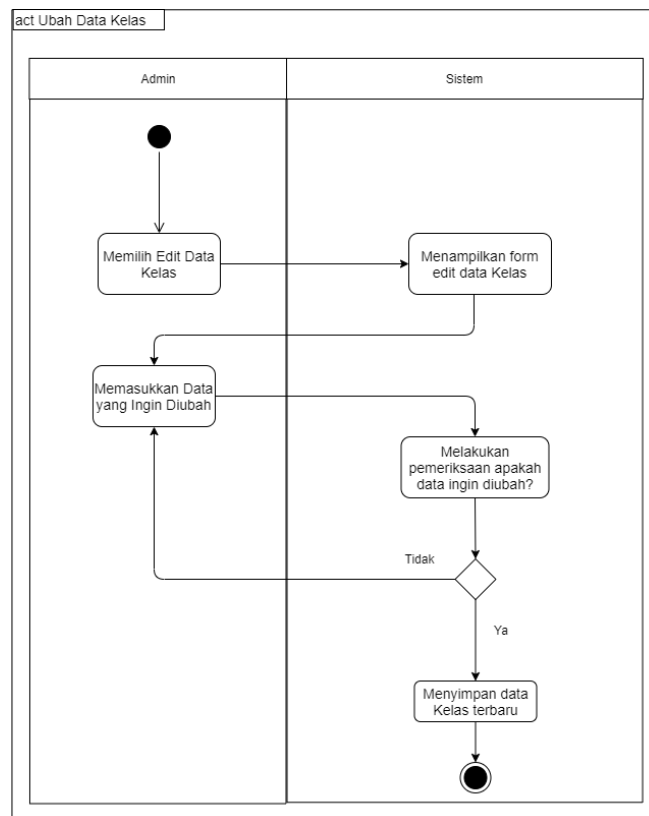 act Ubah Data Kelas
Admin
Sistem
Memilih Edit Data
Kelas
Menampilkan form
edit data Kelas
Memasukkan Data
yang Ingin Diubah
Melakukan
pemeriksaan apakah
data ingin diubah?
Tidak
Ya
Menyimpan data
Kelas terbaru